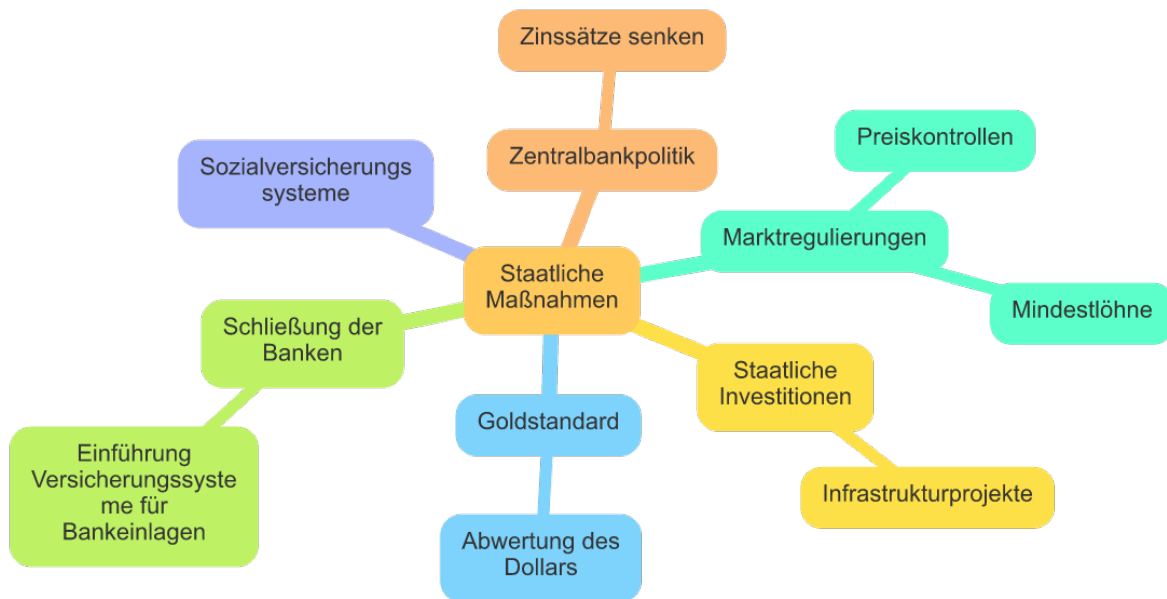 Zinssätze senken
Zentralbankpolitik
Preiskontrollen
Sozialversicherungs
systeme
Marktregulierungen
Staatliche
Maßnahmen
Mindestlöhne
Schließung der
Banken
Staatliche
Investitionen
Goldstandard
Einführung
Versicherungssyste
me für
Bankeinlagen
Infrastrukturprojekte
Abwertung des
Dollars